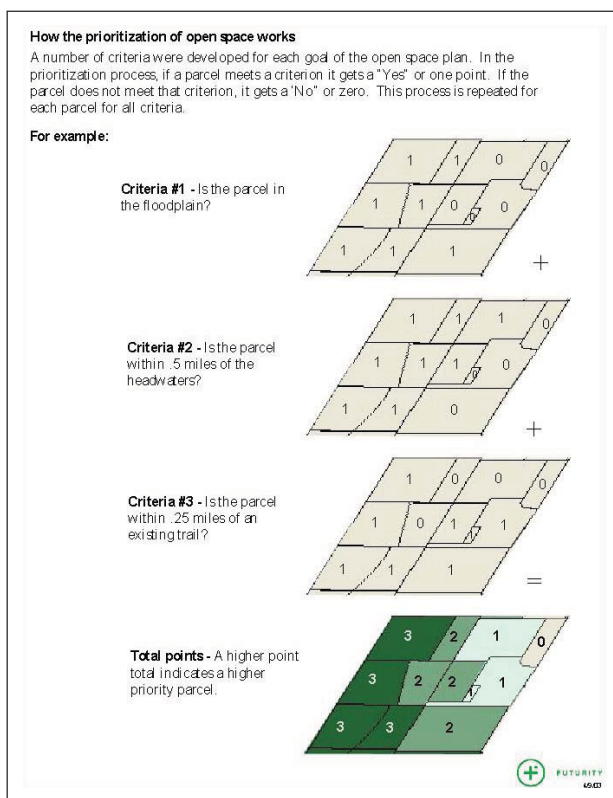 How the prioritization of open space works
A number of criteria were developed for each goal of the open space plan. In the
prioritization process, if a parcel meets a criterion it gets a "Yes" or one point. If the
parcel does not meet that criterion, it gets a 'No" or zero. This process is repeated for
each parcel for all criteria.
For example:
1 1 0 0
Criteria #1 - Is the parcel in
the floodplain?
1 1 0 0 0
1 1 1
+
1 1 1 0
Criteria #2 - Is the parcel
within .5 miles of the
headwaters?
1 1 1 0 0
1 1 0
+
1 0 0 0
Criteria #3 - Is the parcel
within .25 miles of an
existing trail?
1 0 1 1 1
1 1 1
=
3 2 1 0
Total points - A higher point
total indicates a higher
priority parcel.
3 2 2 1 1
3 3 2
FUTURITY